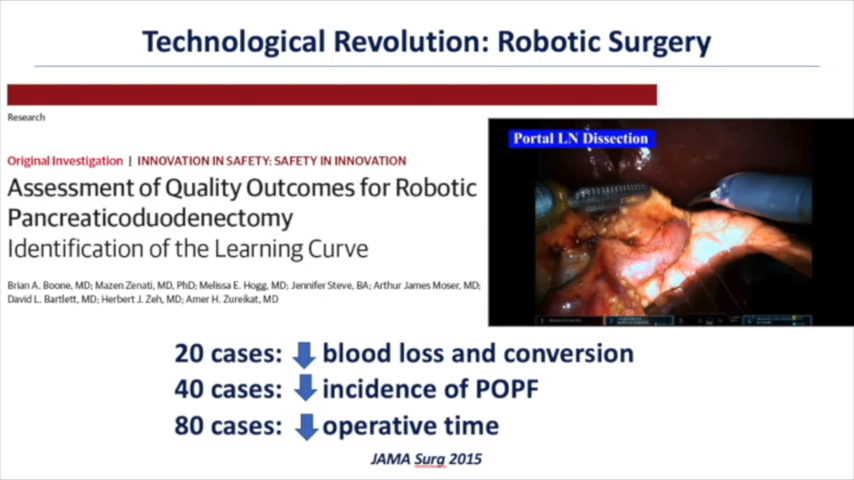 Technological Revolution: Robotic Surgery
Research
Original Investigation | INNOVATION IN SAFETY: SAFETY IN INNOVATION
Assessment of Quality Outcomes for Robotic
Pancreaticoduodenectomy
Identification of the Learning Curve
Brian A. Boone, MD; Mazen Zenati, MD, PhD; Melissa E. Hogg, MD; Jennifer Steve, BA; Arthur James Moser, MD;
David L. Bartlett, MD; Herbert J. Zeh, MD; Amer H. Zureikat, MD
Portal LN Dissection
20 cases: blood loss and conversion
40 cases: incidence of POPF
80 cases: operative time
JAMA Surg 2015